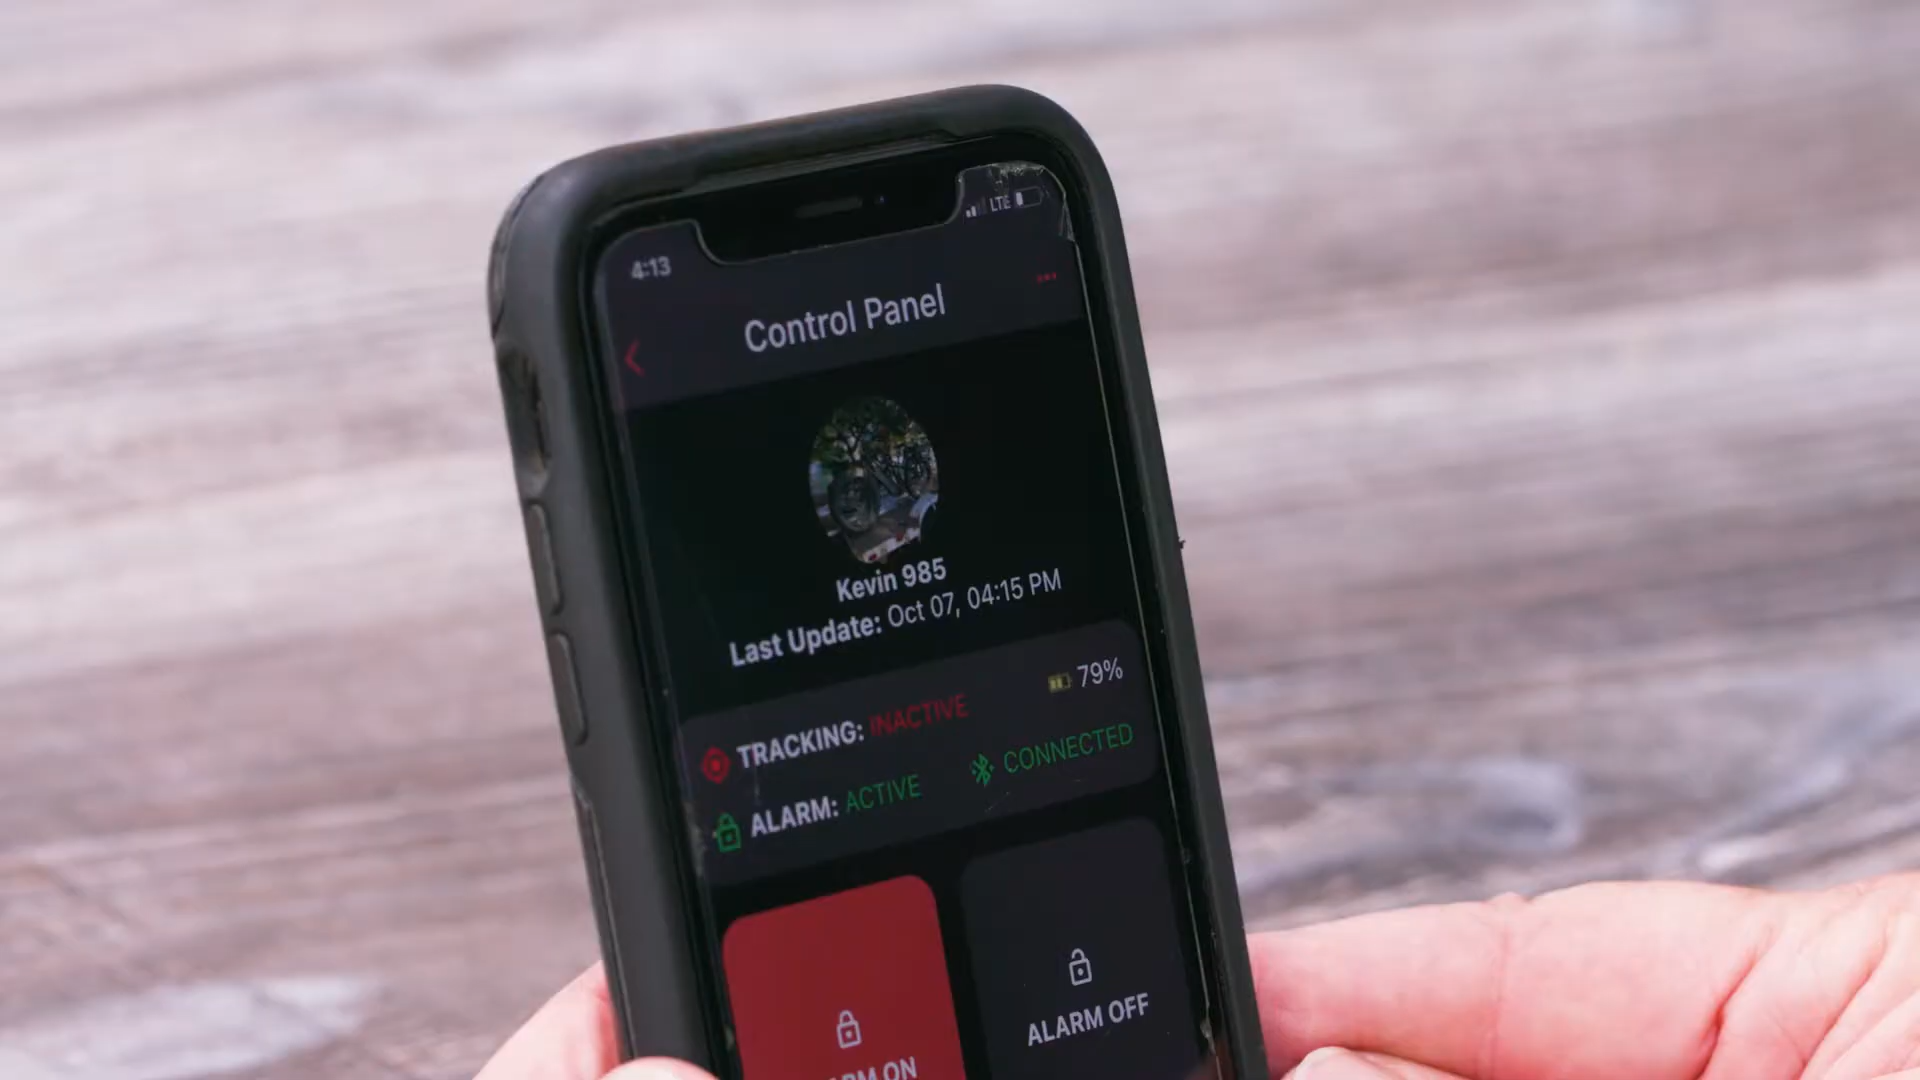 4:13
LTE
Control Panel
Kevin 985
Last Update: Oct 07, 04:15 PM
TRACKING: INACTIVE
79%
ALARM: ACTIVE
CONNECTED
ON
ALARM OFF